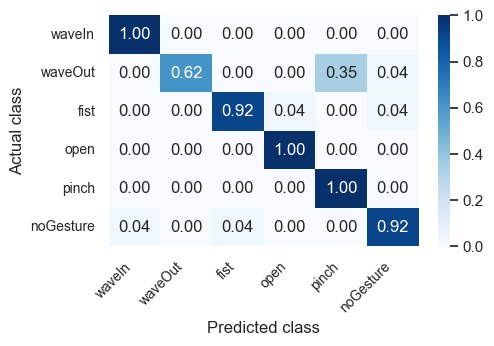 waveIn 1.00 0.00 0.00 0.00 0.00 0.00
waveOut 0.00 0.62 0.00 0.00 0.35 0.04
fist 0.00 0.00 0.92 0.04 0.00 0.04
open 0.00 0.00 0.00 1.00 0.00 0.00
pinch 0.00 0.00 0.00 0.00 1.00 0.00
noGesture 0.04 0.00 0.04 0.00 0.00 0.92
waveIn waveOut fist open pinch noGesture
Predicted class
Actual class
1.0
0.8
0.6
0.4
0.2
0.0